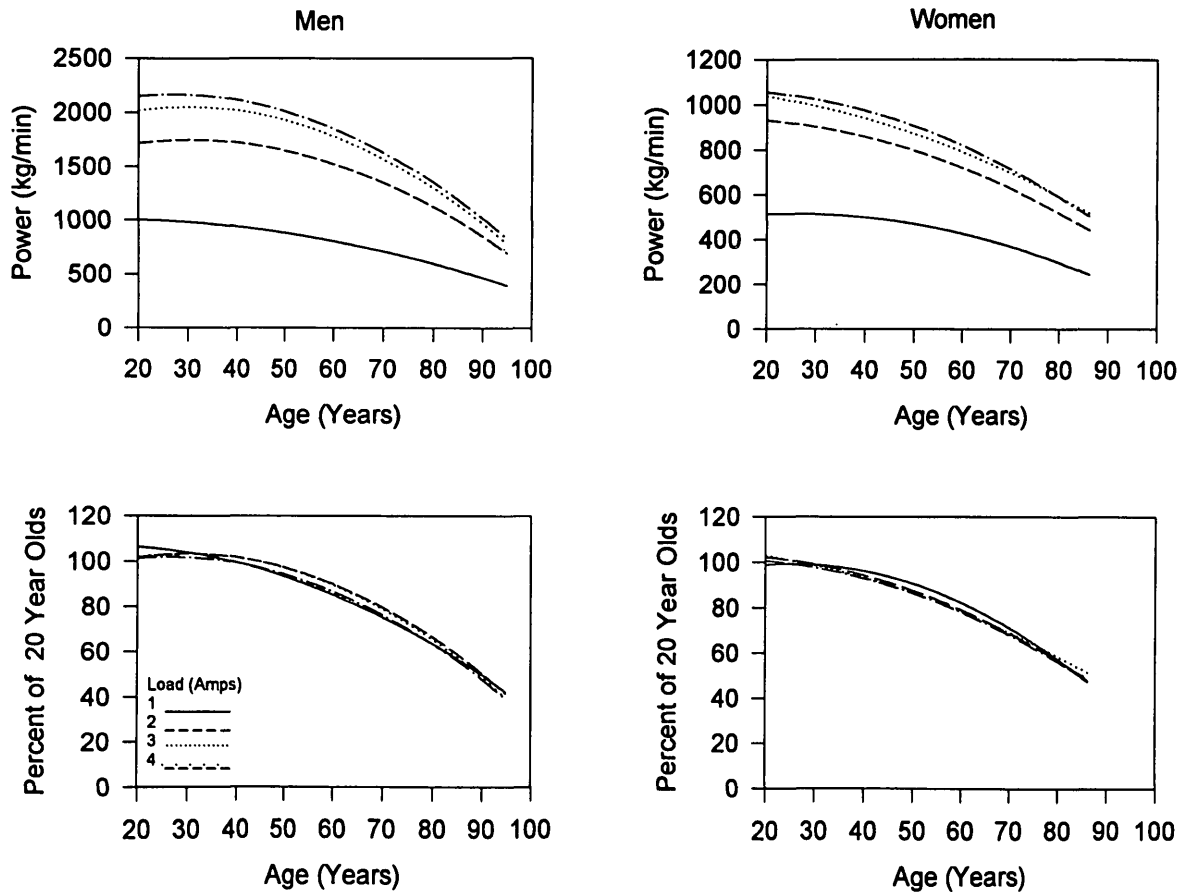 Men
2500
2000
1500
1000
500
0
Power (kg/min)
20 30 40 50 60 70 80 90 100
Age (Years)
Women
1200
1000
800
600
400
200
0
Power (kg/min)
20 30 40 50 60 70 80 90 100
Age (Years)
120
100
80
60
40
20
0
Percent of 20 Year Olds
Load (Amps)
1
2
3
4
20 30 40 50 60 70 80 90 100
Age (Years)
120
100
80
60
40
20
0
Percent of 20 Year Olds
20 30 40 50 60 70 80 90 100
Age (Years)